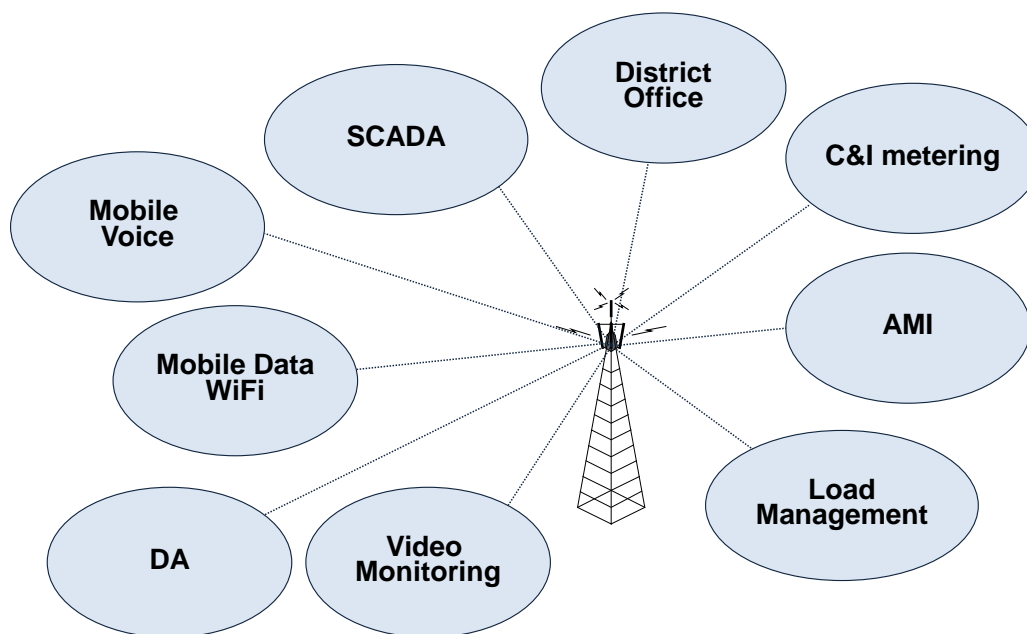 District
Office
SCADA
C&I metering
Mobile
Voice
AMI
Mobile Data
WiFi
Load
Management
DA
Video
Monitoring